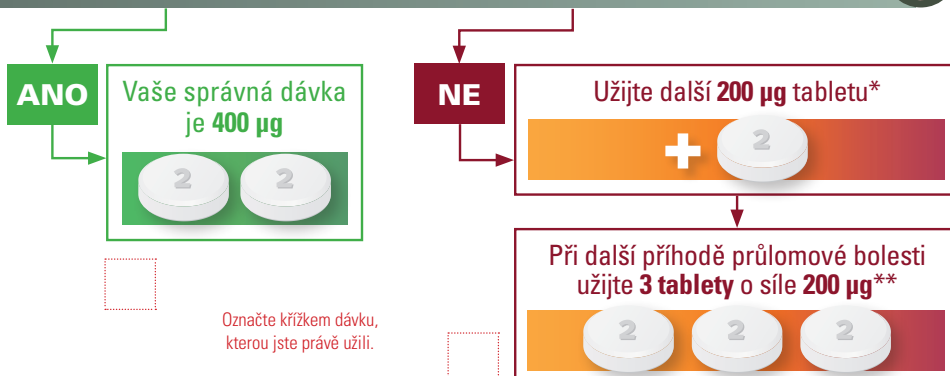 ANO
Vaše správná dávka
je 400 µg
2 2
Označte křížkem dávku,
kterou jste právě užili.
NE
Užijte další 200 µg tabletu*
+ 2
Při další příhodě průlomové bolesti
užijte 3 tablety o síle 200 µg**
2 2 2